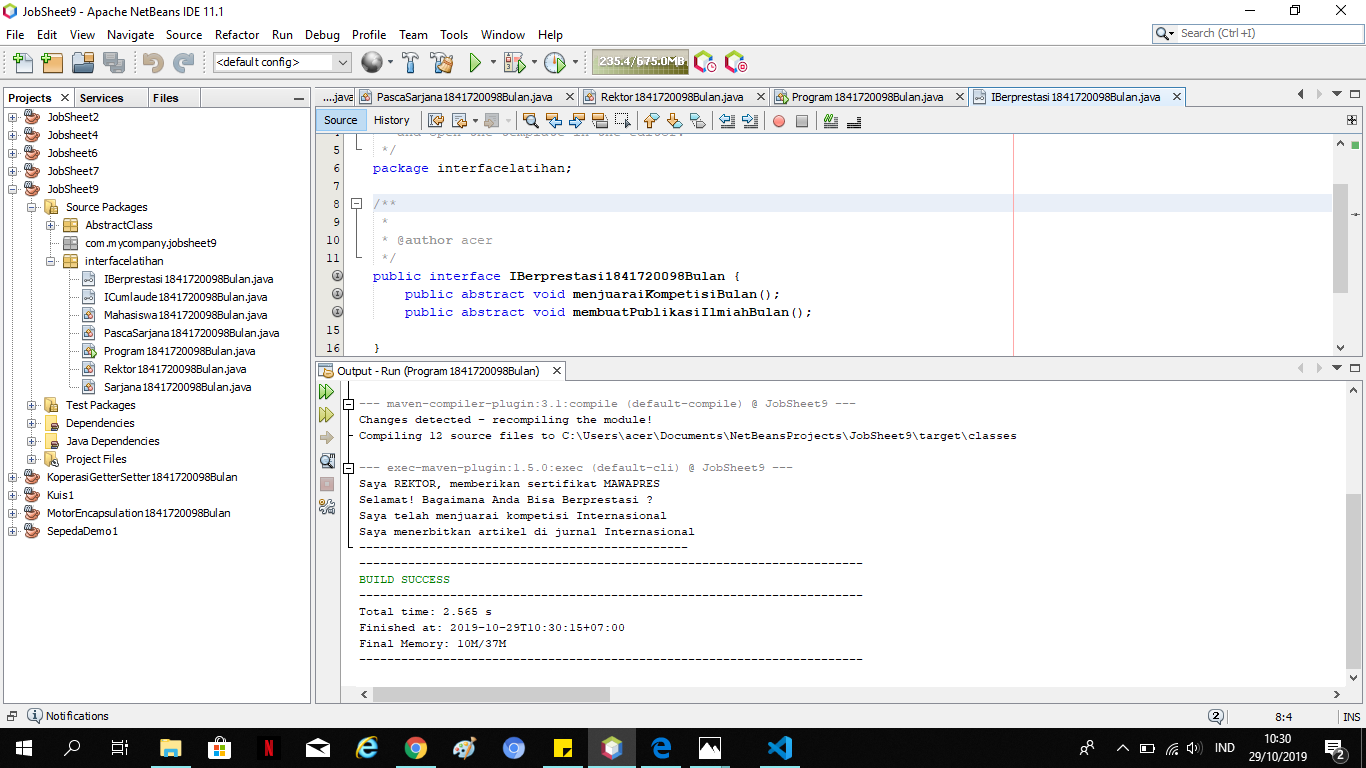 JobSheet9 - Apache NetBeans IDE 11.1
File Edit View Navigate Source Refactor Run Debug Profile Team Tools Window Help
Search (Ctrl+I)
<default config>
235.4/675.0MB
Projects Services Files
JobSheet2
Jobsheet4
Jobsheet6
JobSheet7
JobSheet9
Source Packages
AbstractClass
com.mycompany.jobsheet9
interfacelatihan
IBerprestasi1841720098Bulan.java
ICumlaude1841720098Bulan.java
Mahasiswa1841720098Bulan.java
PascaSarjana1841720098Bulan.java
Program1841720098Bulan.java
Rektor1841720098Bulan.java
Sarjana1841720098Bulan.java
Test Packages
Dependencies
Java Dependencies
Project Files
KoperasiGetterSetter1841720098Bulan
Kuis1
MotorEncapsulation1841720098Bulan
SepedaDemo1
....java PascaSarjana1841720098Bulan.java Rektor1841720098Bulan.java Program1841720098Bulan.java IBerprestasi1841720098Bulan.java
Source History
4 * and open the template in the editor.
5 */
6 package interfacelatihan;
7
8 /**
9 *
10 * @author acer
11 */
public interface IBerprestasi1841720098Bulan {
public abstract void menjuaraiKompetisiBulan();
public abstract void membuatPublikasiIlmiahBulan();
15
16 }
Output - Run (Program1841720098Bulan)
--- maven-compiler-plugin:3.1:compile (default-compile) @ JobSheet9 ---
Changes detected - recompiling the module!
Compiling 12 source files to C:\Users\acer\Documents\NetBeansProjects\JobSheet9\target\classes
--- exec-maven-plugin:1.5.0:exec (default-cli) @ JobSheet9 ---
Saya REKTOR, memberikan sertifikat MAWAPRES
Selamat! Bagaimana Anda Bisa Berprestasi ?
Saya telah menjuarai kompetisi Internasional
Saya menerbitkan artikel di jurnal Internasional
-----------------------------------------------
------------------------------------------------------------------------
BUILD SUCCESS
------------------------------------------------------------------------
Total time: 2.565 s
Finished at: 2019-10-29T10:30:15+07:00
Final Memory: 10M/37M
------------------------------------------------------------------------
Notifications
2
8:4
INS
IND
10:30
29/10/2019
2